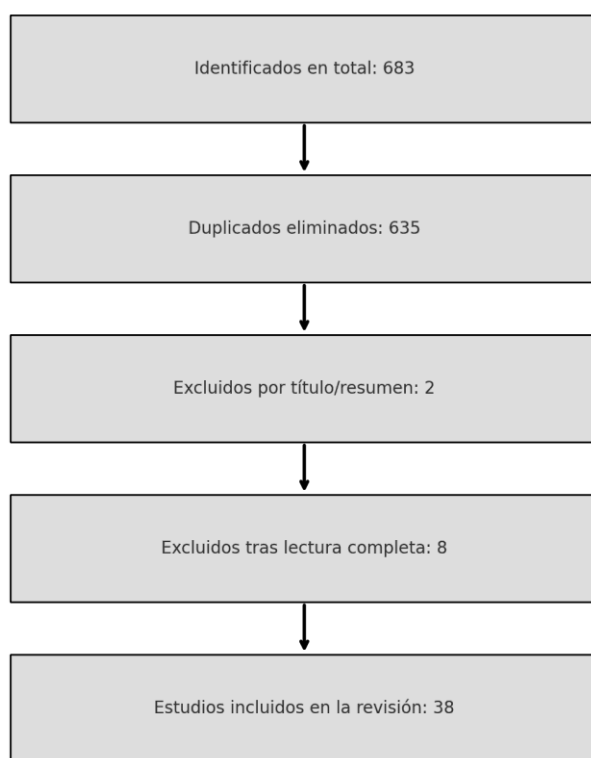 Identificados en total: 683
Duplicados eliminados: 635
Excluidos por título/resumen: 2
Excluidos tras lectura completa: 8
Estudios incluidos en la revisión: 38